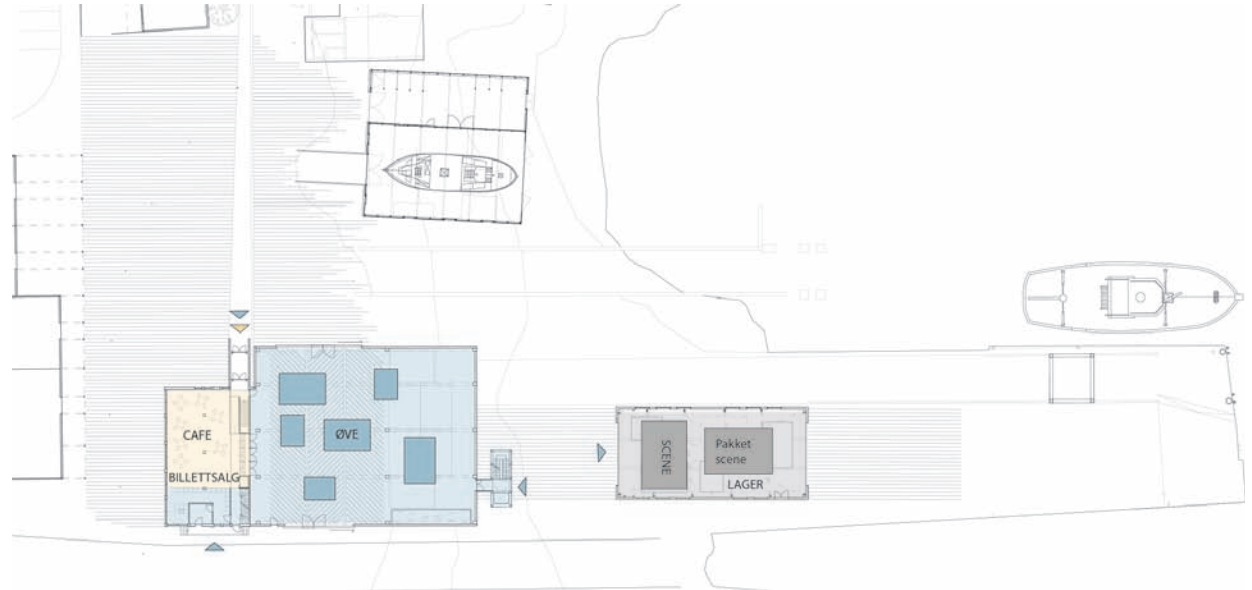 CAFE
BILLETTSALG
ØVE
SCENE
Pakket
scene
LAGER